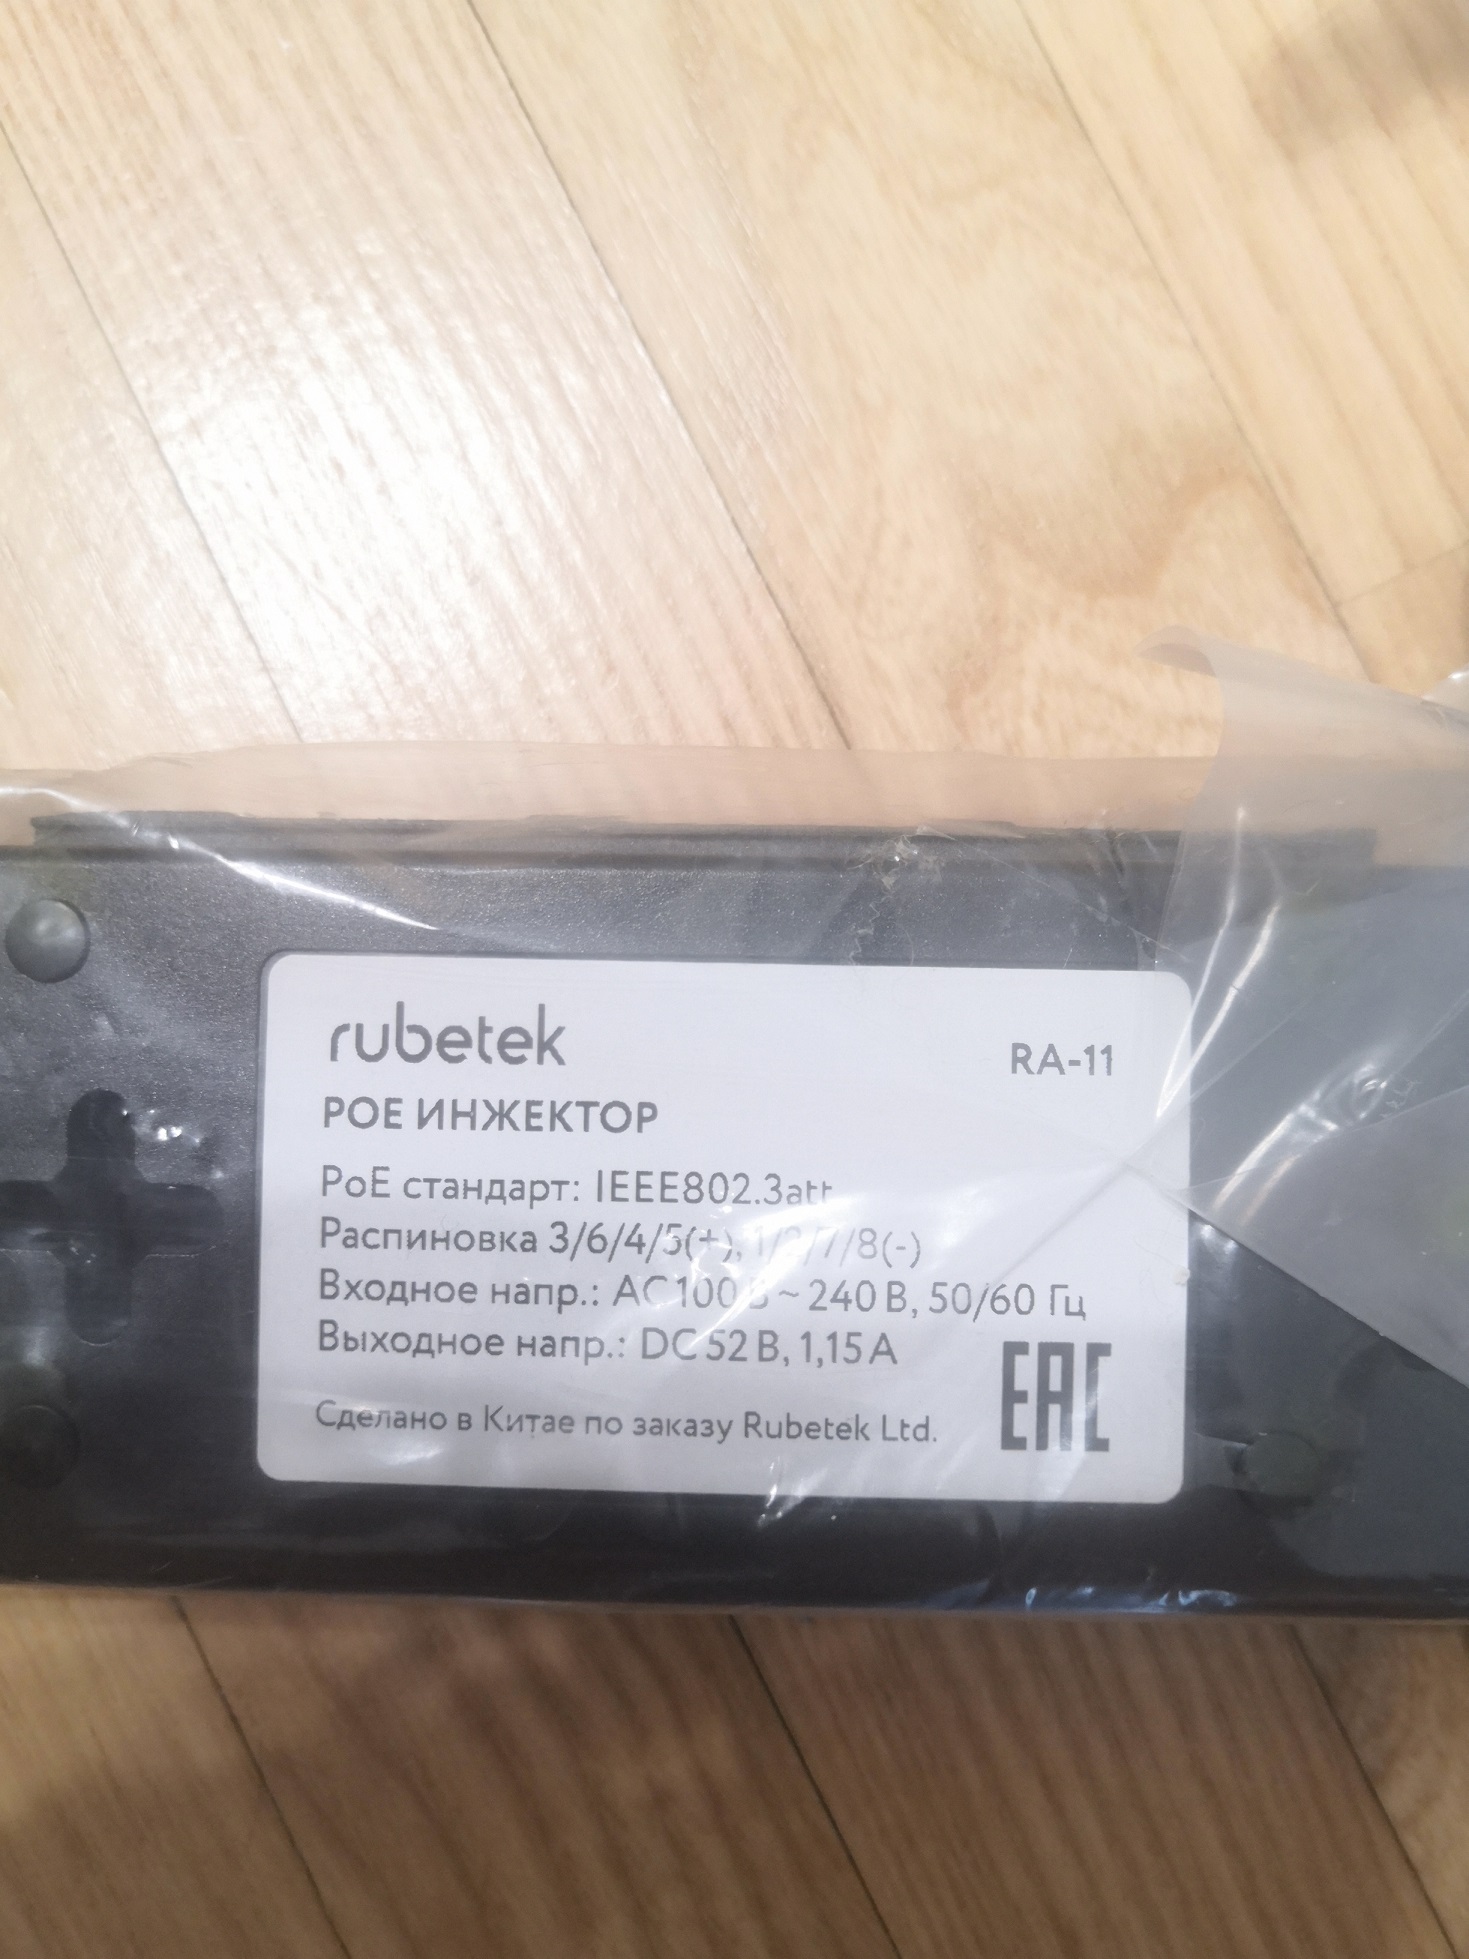 rubetek
RA-11
POE ИНЖЕКТОР
PoE стандарт: IEEE802.3att
Распиновка 3/6/4/5(+), 1/2/7/8(-)
Входное напр.: AC 100 В ~ 240 В, 50/60 Гц
Выходное напр.: DC 52 В, 1,15 А
Сделано в Китае по заказу Rubetek Ltd.
EAC